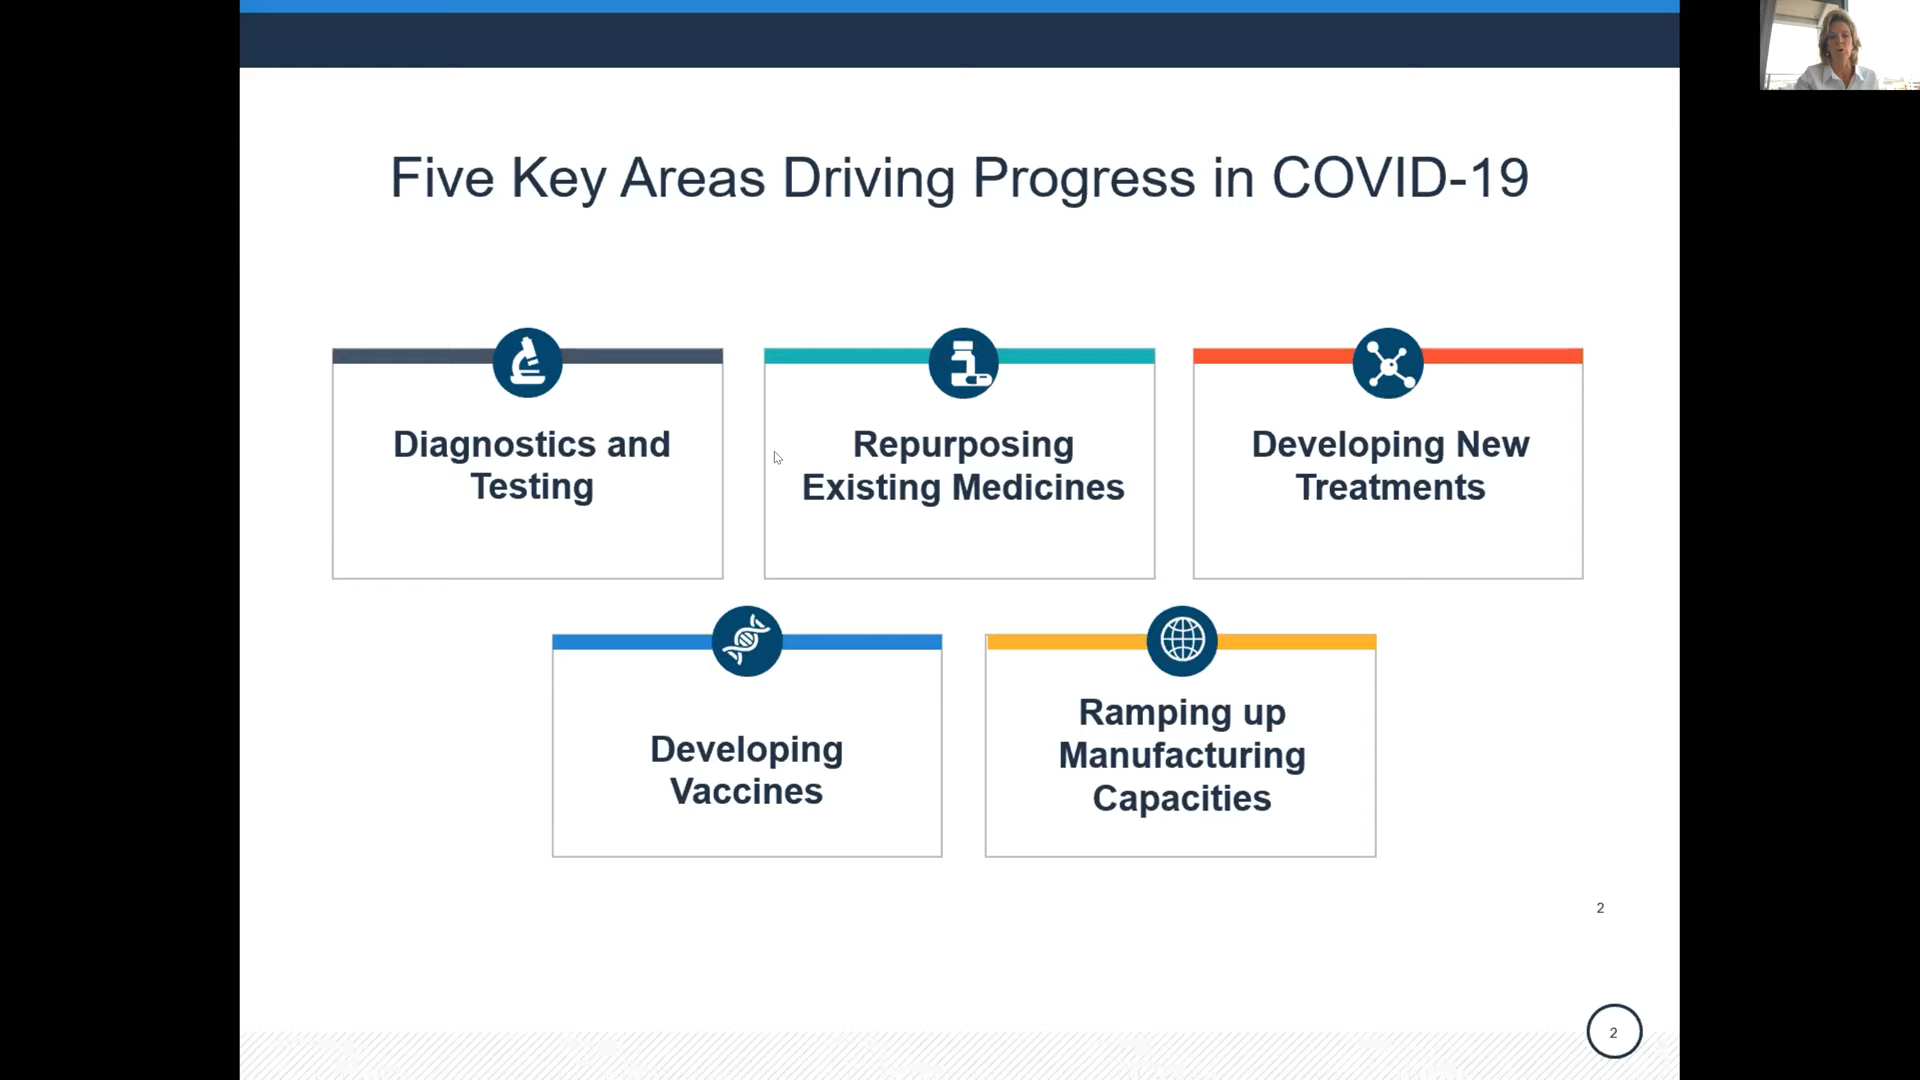 Five Key Areas Driving Progress in COVID-19
Diagnostics and
Testing
Repurposing
Existing Medicines
Developing New
Treatments
Developing
Vaccines
Ramping up
Manufacturing
Capacities
2
2